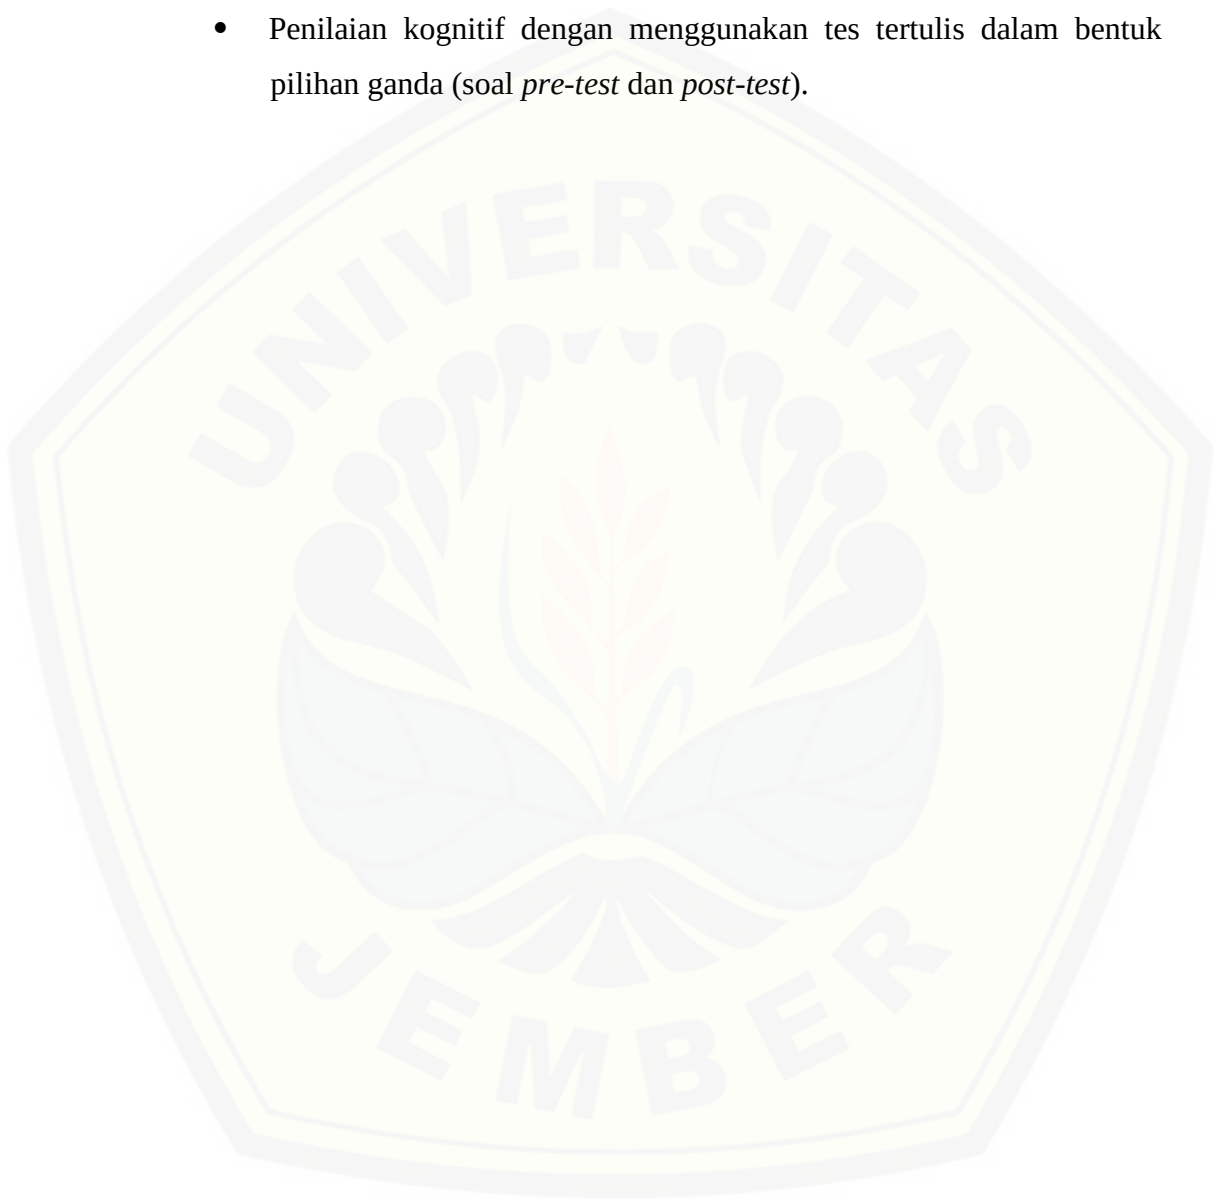 • Penilaian kognitif dengan menggunakan tes tertulis dalam bentuk
pilihan ganda (soal pre-test dan post-test).
UNIVERSITAS
JEMBER